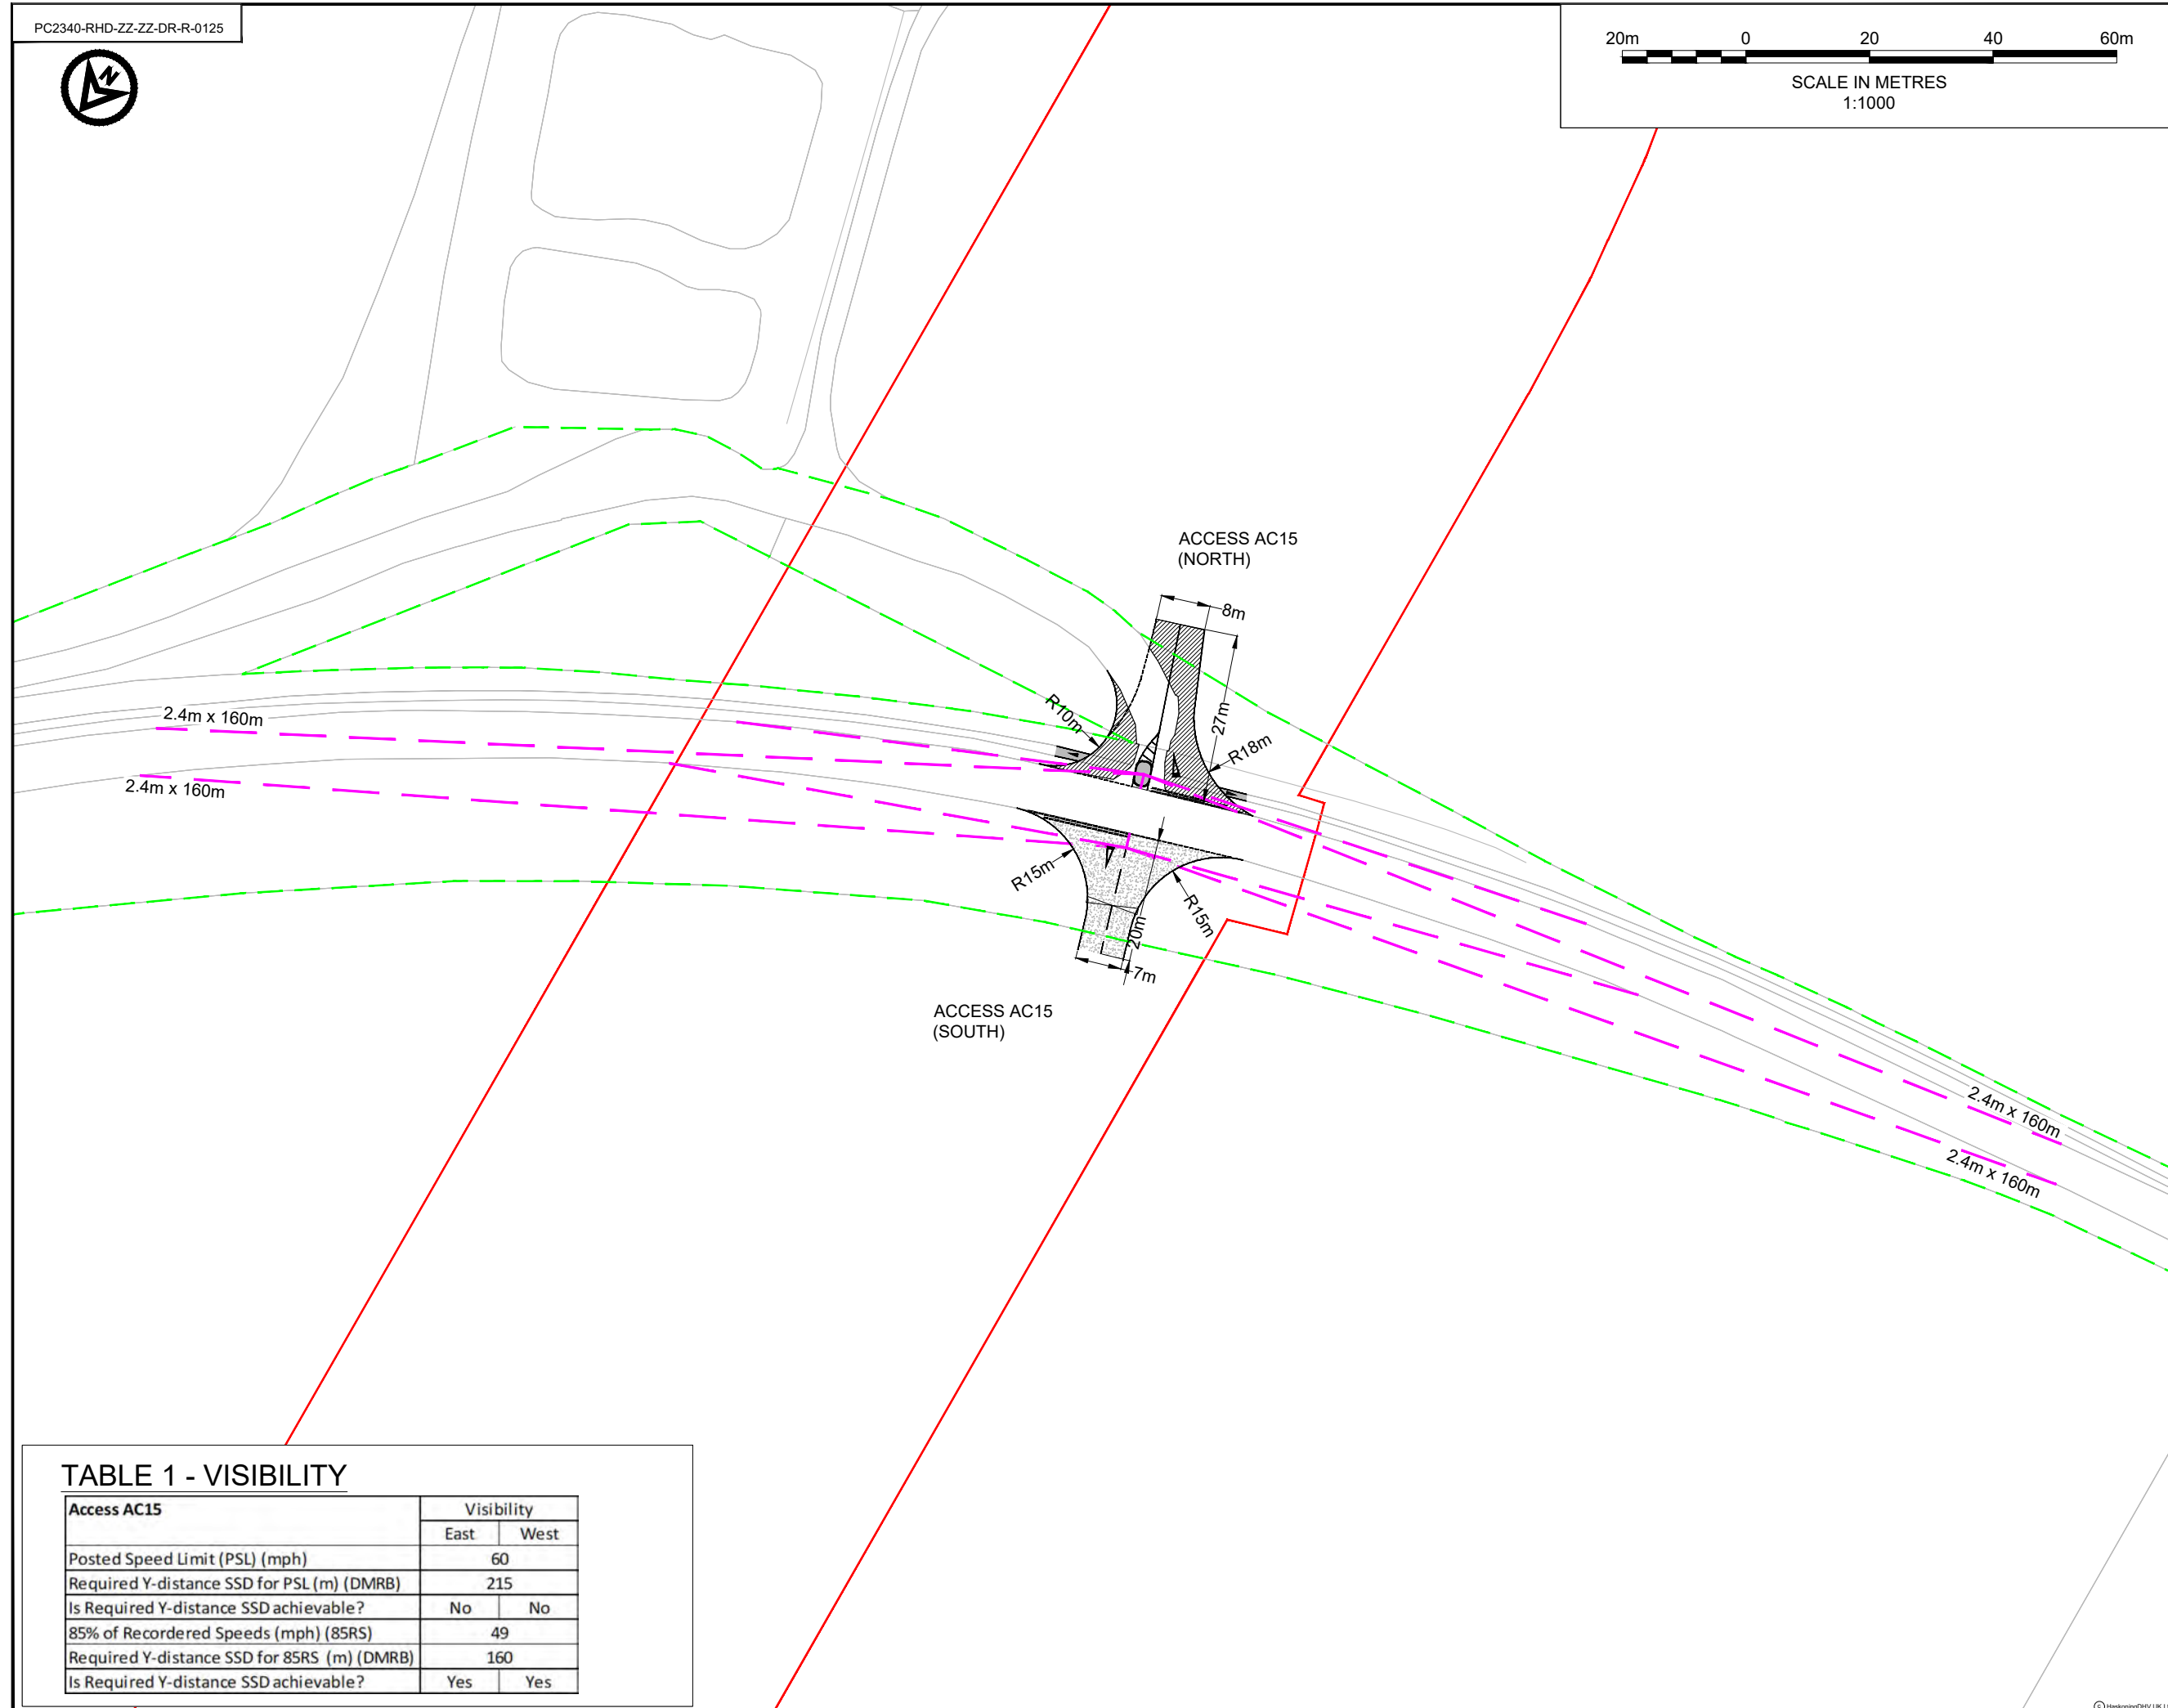 PC2340-RHD-ZZ-ZZ-DR-R-0125
N
20m 0 20 40 60m
SCALE IN METRES
1:1000
ACCESS AC15
(NORTH)
8m
27m
R10m
R18m
2.4m x 160m
2.4m x 160m
R15m
R15m
20m
7m
ACCESS AC15
(SOUTH)
2.4m x 160m
2.4m x 160m
TABLE 1 - VISIBILITY
Access AC15 Visibility
East West
Posted Speed Limit (PSL) (mph) 60
Required Y-distance SSD for PSL (m) (DMRB) 215
Is Required Y-distance SSD achievable? No No
85% of Recordered Speeds (mph) (85RS) 49
Required Y-distance SSD for 85RS (m) (DMRB) 160
Is Required Y-distance SSD achievable? Yes Yes
© HaskoningDHV UK